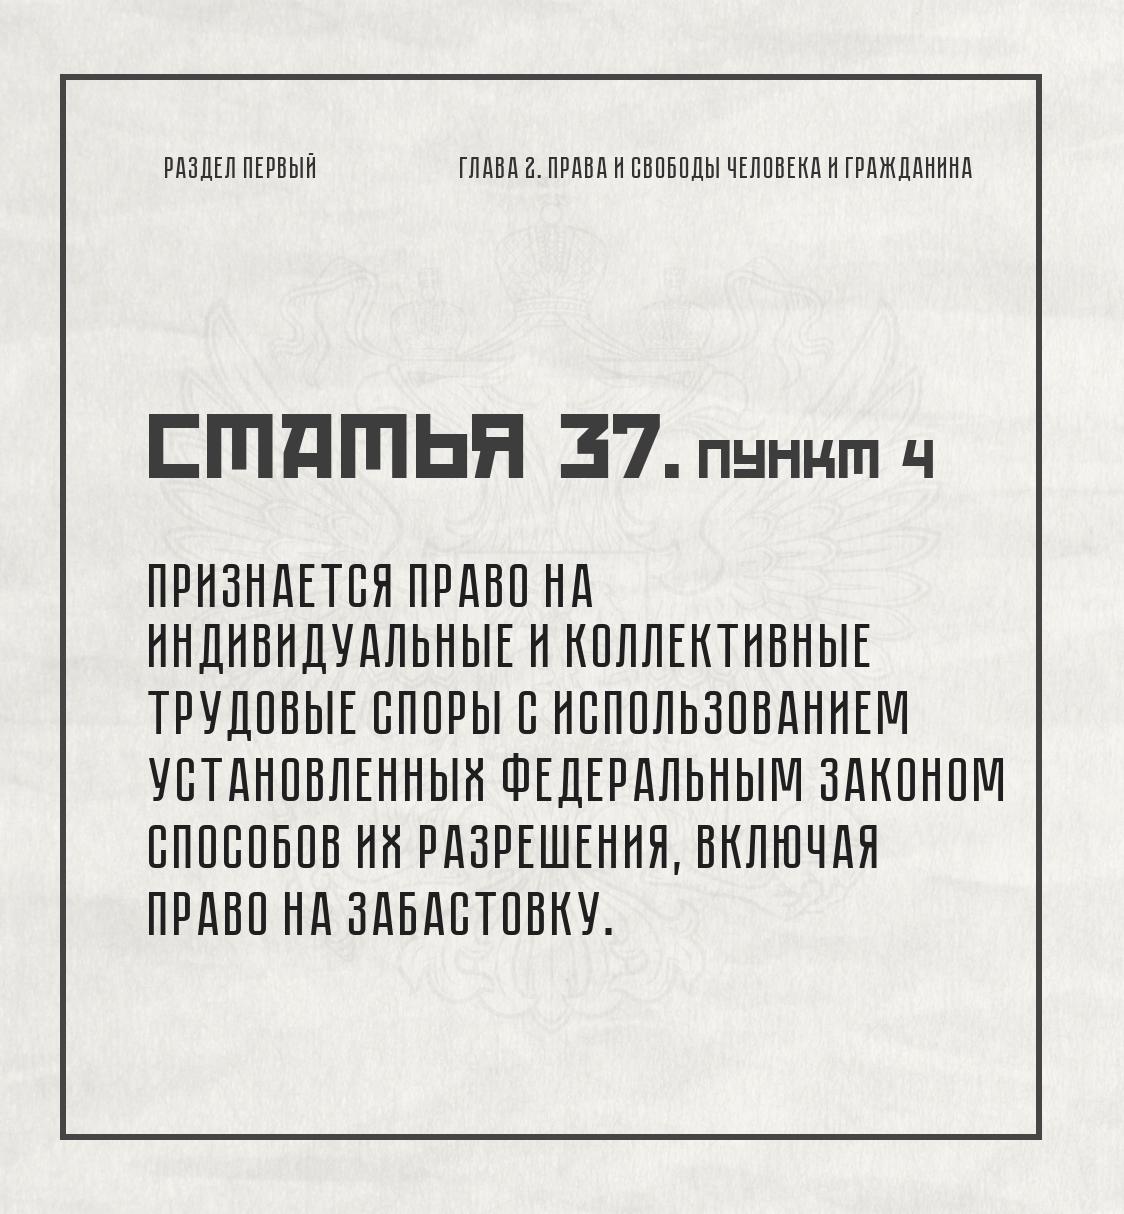 РАЗДЕЛ ПЕРВЫЙ
ГЛАВА 2. ПРАВА И СВОБОДЫ ЧЕЛОВЕКА И ГРАЖДАНИНА
СТАТЬЯ 37. ПУНКТ 4
ПРИЗНАЕТСЯ ПРАВО НА
ИНДИВИДУАЛЬНЫЕ И КОЛЛЕКТИВНЫЕ
ТРУДОВЫЕ СПОРЫ С ИСПОЛЬЗОВАНИЕМ
УСТАНОВЛЕННЫХ ФЕДЕРАЛЬНЫМ ЗАКОНОМ
СПОСОБОВ ИХ РАЗРЕШЕНИЯ, ВКЛЮЧАЯ
ПРАВО НА ЗАБАСТОВКУ.